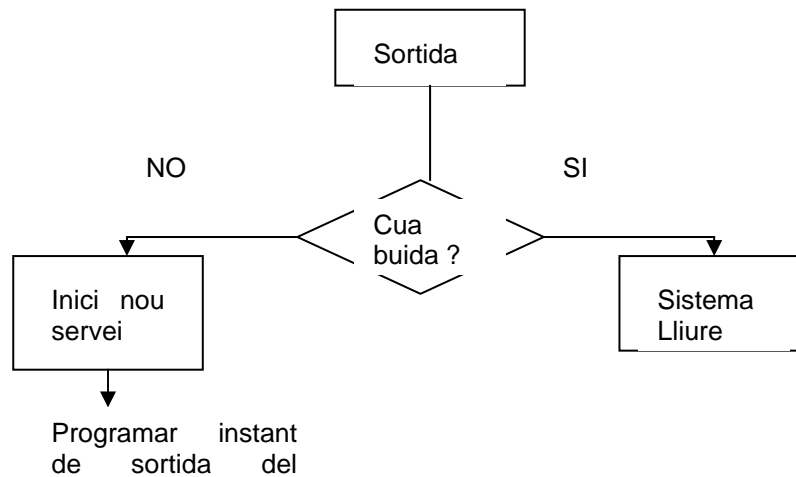 Sortida
NO
SI
Cua
buida ?
Inici nou
servei
Sistema
Lliure
Programar instant
de sortida del